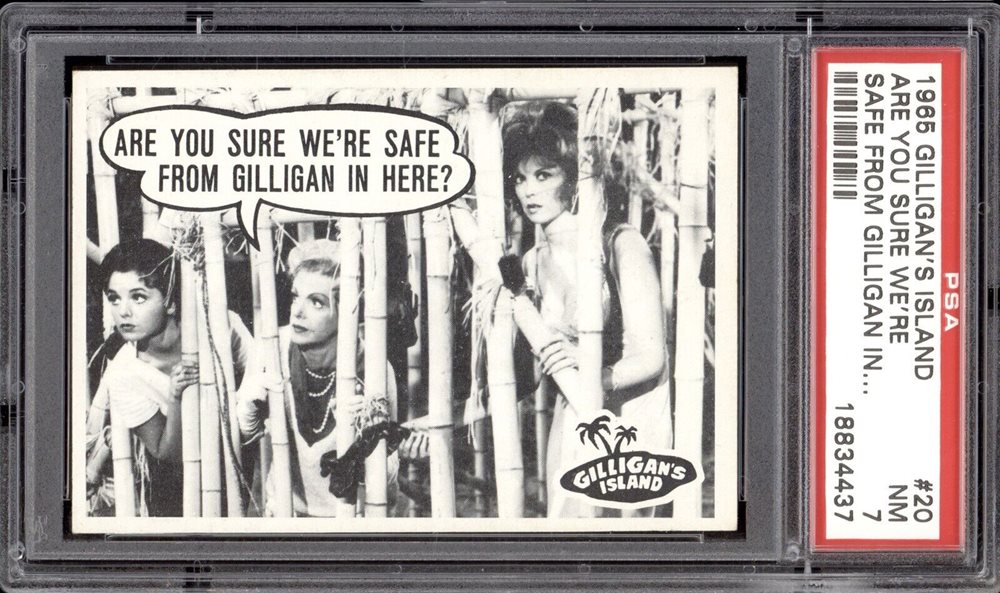 ARE YOU SURE WE'RE SAFE
FROM GILLIGAN IN HERE?
GILLIGAN'S
ISLAND
PSA
1965 GILLIGAN'S ISLAND #20
ARE YOU SURE WE'RE NM
SAFE FROM GILLIGAN IN... 7
18834437